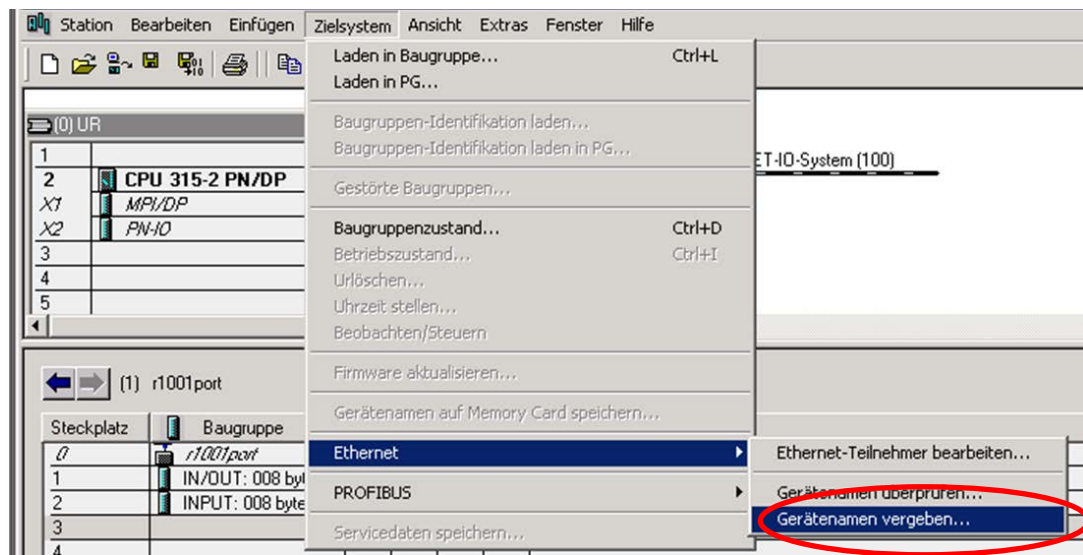 Station Bearbeiten Einfügen Zielsystem Ansicht Extras Fenster Hilfe
Laden in Baugruppe... Ctrl+L
Laden in PG...
Baugruppen-Identifikation laden...
Baugruppen-Identifikation laden in PG...
Gestörte Baugruppen...
Baugruppenzustand... Ctrl+D
Betriebszustand... Ctrl+I
Urlöschen...
Uhrzeit stellen...
Beobachten/Steuern
Firmware aktualisieren...
Gerätenamen auf Memory Card speichern...
Ethernet
PROFIBUS
Servicedaten speichern...
Ethernet-Teilnehmer bearbeiten...
Gerätenamen überprüfen...
Gerätenamen vergeben...
(0) UR
1
2 CPU 315-2 PN/DP
X1 MPI/DP
X2 PN-IO
3
4
5
ET-IO-System (100)
(1) r1001port
Steckplatz Baugruppe
0 r1001port
1 IN/OUT: 008 by
2 INPUT: 008 byte
3
4